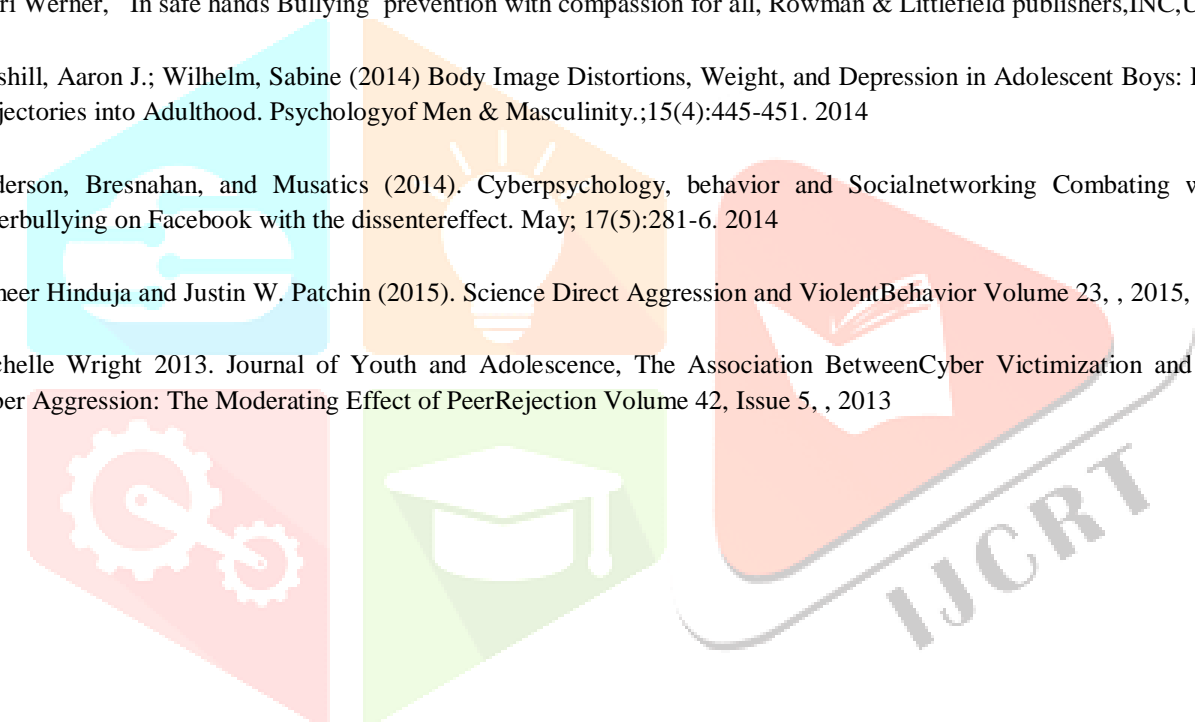 ri Werner, In safe hands Bullying prevention with compassion for all, Rowman & Littlefield publishers,INC,U
shill, Aaron J.; Wilhelm, Sabine (2014) Body Image Distortions, Weight, and Depression in Adolescent Boys:
jectories into Adulthood. Psychologyof Men & Masculinity.;15(4):445-451. 2014
derson, Bresnahan, and Musatics (2014). Cyberpsychology, behavior and Socialnetworking Combating w
erbullying on Facebook with the dissentereffect. May; 17(5):281-6. 2014
neer Hinduja and Justin W. Patchin (2015). Science Direct Aggression and ViolentBehavior Volume 23, , 2015,
chelle Wright 2013. Journal of Youth and Adolescence, The Association BetweenCyber Victimization and
ber Aggression: The Moderating Effect of PeerRejection Volume 42, Issue 5, , 2013
IJCRT